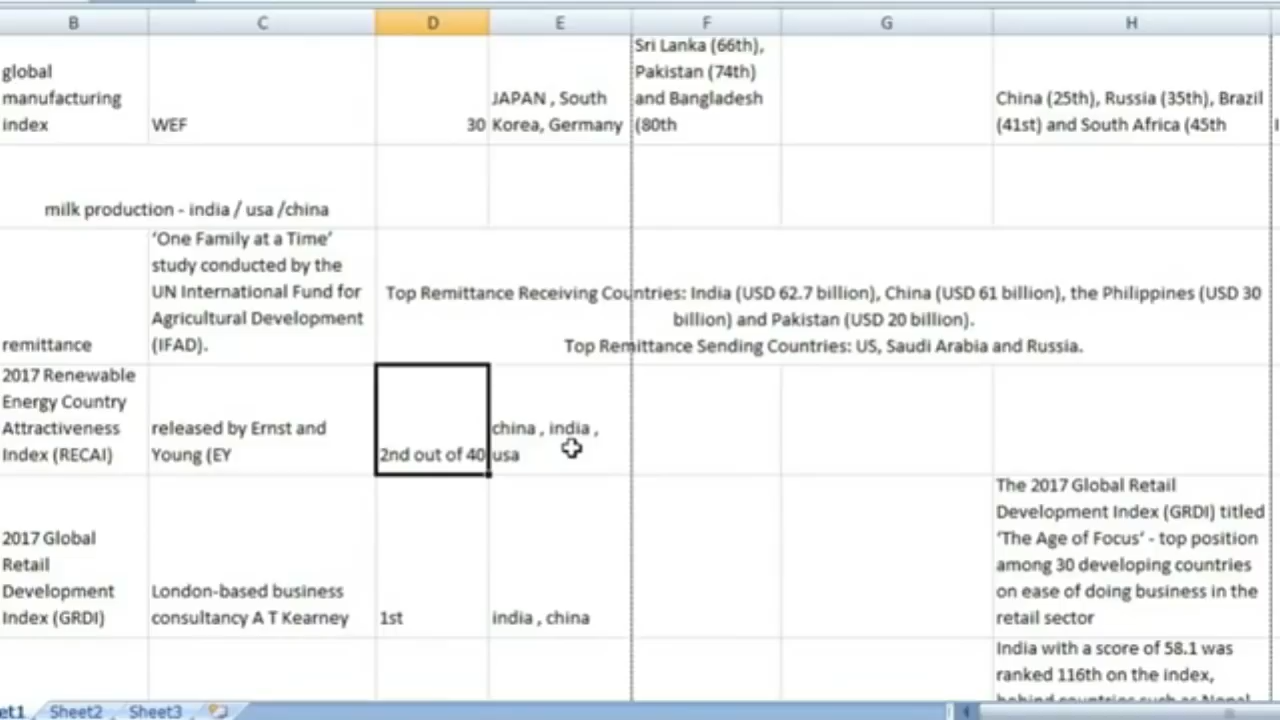 B C D E F G H
global
manufacturing
index
WEF
30
JAPAN , South
Korea, Germany
Sri Lanka (66th),
Pakistan (74th)
and Bangladesh
(80th
China (25th), Russia (35th), Brazil
(41st) and South Africa (45th
milk production - india / usa /china
remittance
‘One Family at a Time’
study conducted by the
UN International Fund for
Agricultural Development
(IFAD).
Top Remittance Receiving Countries: India (USD 62.7 billion), China (USD 61 billion), the Philippines (USD 30
billion) and Pakistan (USD 20 billion).
Top Remittance Sending Countries: US, Saudi Arabia and Russia.
2017 Renewable
Energy Country
Attractiveness
Index (RECAI)
released by Ernst and
Young (EY
2nd out of 40
china , india ,
usa
2017 Global
Retail
Development
Index (GRDI)
London-based business
consultancy A T Kearney
1st
india , china
The 2017 Global Retail
Development Index (GRDI) titled
‘The Age of Focus’ - top position
among 30 developing countries
on ease of doing business in the
retail sector
India with a score of 58.1 was
ranked 116th on the index,
behind countries such as Nepal
et1 Sheet2 Sheet3